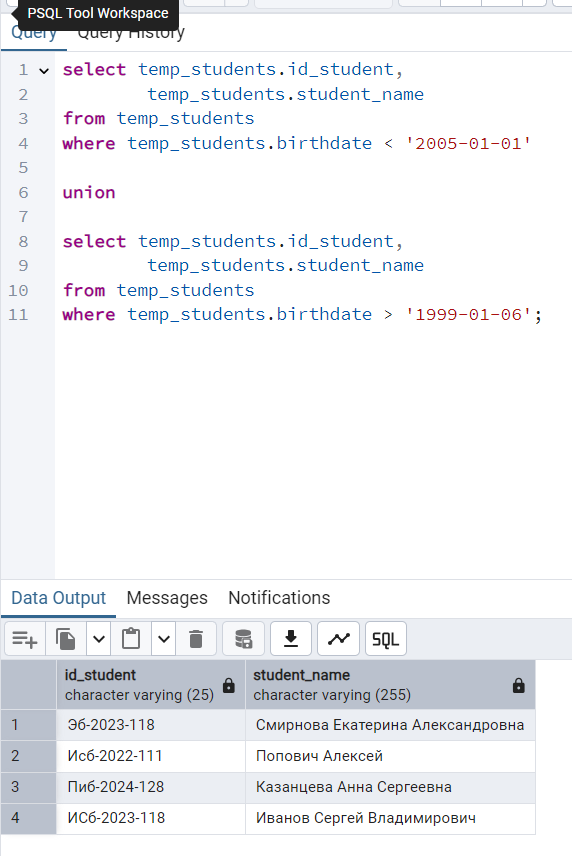 PSQL Tool Workspace
Query Query History
1 select temp_students.id_student,
2 temp_students.student_name
3 from temp_students
4 where temp_students.birthdate < '2005-01-01'
5
6 union
7
8 select temp_students.id_student,
9 temp_students.student_name
10 from temp_students
11 where temp_students.birthdate > '1999-01-06';
Data Output Messages Notifications
SQL
id_student student_name
character varying (25) character varying (255)
1 Эб-2023-118 Смирнова Екатерина Александровна
2 Исб-2022-111 Попович Алексей
3 Пиб-2024-128 Казанцева Анна Сергеевна
4 ИСб-2023-118 Иванов Сергей Владимирович